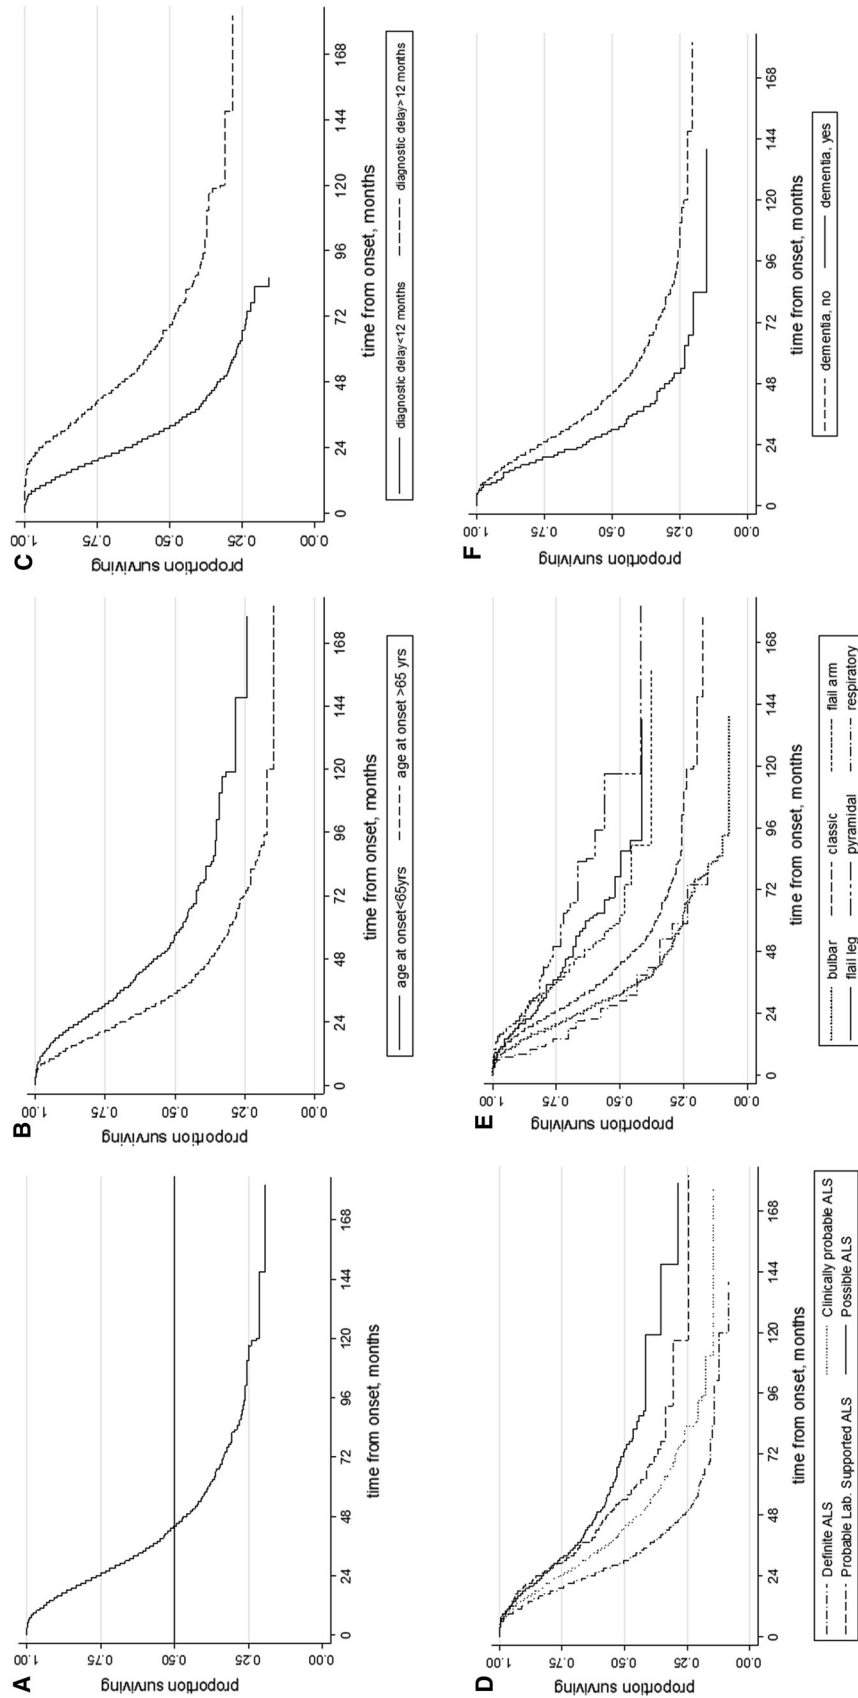 A
proportion surviving
1.00
0.75
0.50
0.25
0.00
0 24 48 72 96 120 144 168
time from onset, months
B
proportion surviving
1.00
0.75
0.50
0.25
0.00
0 24 48 72 96 120 144 168
time from onset, months
age at onset<65yrs age at onset >65 yrs
C
proportion surviving
1.00
0.75
0.50
0.25
0.00
0 24 48 72 96 120 144 168
time from onset, months
diagnostic delay<12 months diagnostic delay>12 months
D
proportion surviving
1.00
0.75
0.50
0.25
0.00
0 24 48 72 96 120 144 168
time from onset, months
Definite ALS Clinically probable ALS
Probable Lab. Supported ALS Possible ALS
E
proportion surviving
1.00
0.75
0.50
0.25
0.00
0 24 48 72 96 120 144 168
time from onset, months
bulbar classic flail arm
flail leg pyramidal respiratory
F
proportion surviving
1.00
0.75
0.50
0.25
0.00
0 24 48 72 96 120 144 168
time from onset, months
dementia, no dementia, yes